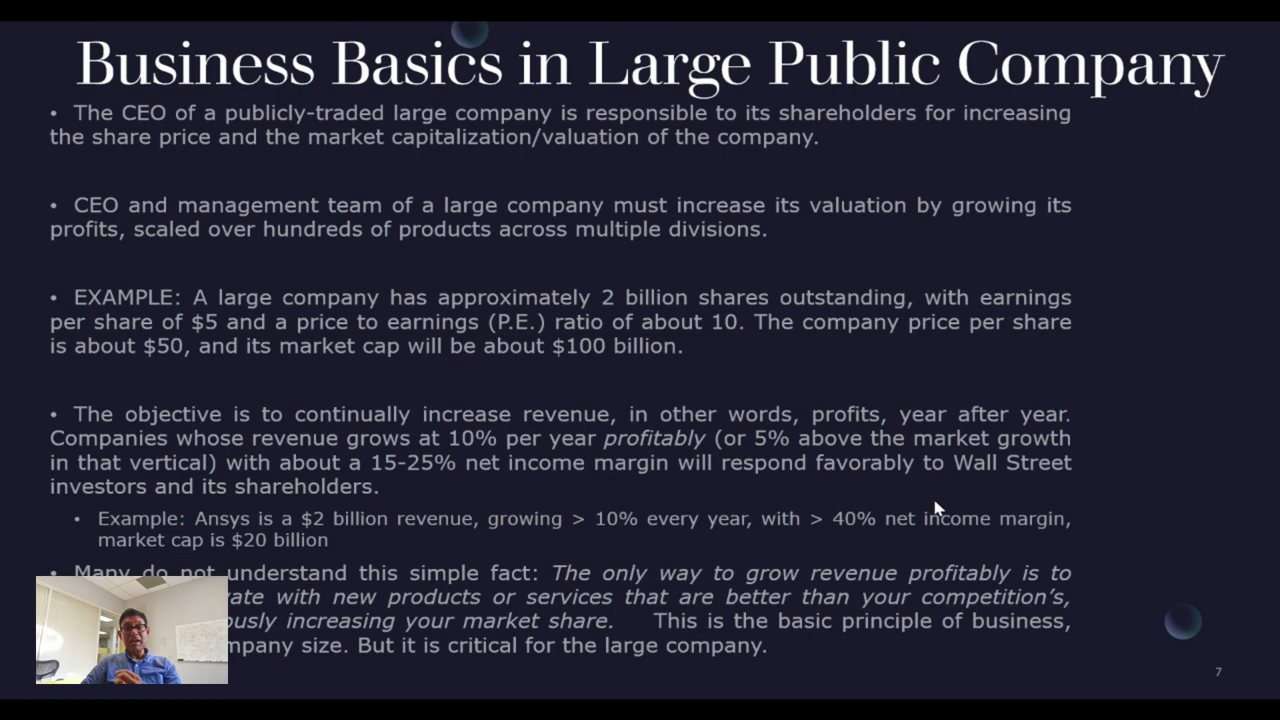 Business Basics in Large Public Company
• The CEO of a publicly-traded large company is responsible to its shareholders for increasing
the share price and the market capitalization/valuation of the company.
• CEO and management team of a large company must increase its valuation by growing its
profits, scaled over hundreds of products across multiple divisions.
• EXAMPLE: A large company has approximately 2 billion shares outstanding, with earnings
per share of $5 and a price to earnings (P.E.) ratio of about 10. The company price per share
is about $50, and its market cap will be about $100 billion.
• The objective is to continually increase revenue, in other words, profits, year after year.
Companies whose revenue grows at 10% per year profitably (or 5% above the market growth
in that vertical) with about a 15-25% net income margin will respond favorably to Wall Street
investors and its shareholders.
• Example: Ansys is a $2 billion revenue, growing > 10% every year, with > 40% net income margin,
market cap is $20 billion
• Many do not understand this simple fact: The only way to grow revenue profitably is to
vate with new products or services that are better than your competition's,
ously increasing your market share. This is the basic principle of business,
mpany size. But it is critical for the large company.
7